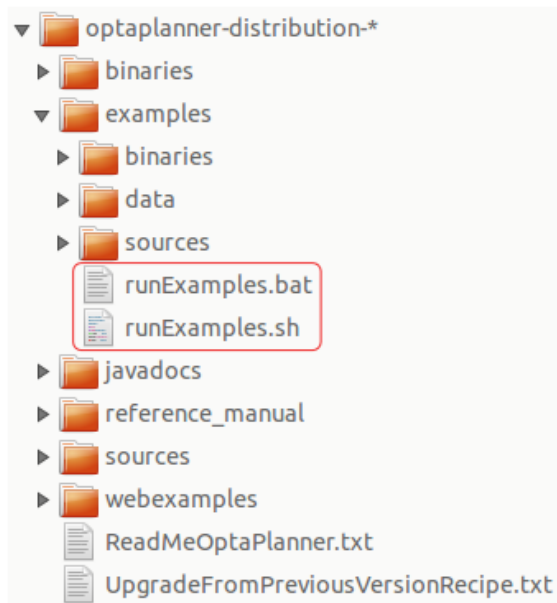 optaplanner-distribution-*
binaries
examples
binaries
data
sources
runExamples.bat
runExamples.sh
javadocs
reference_manual
sources
webexamples
ReadMeOptaPlanner.txt
UpgradeFromPreviousVersionRecipe.txt